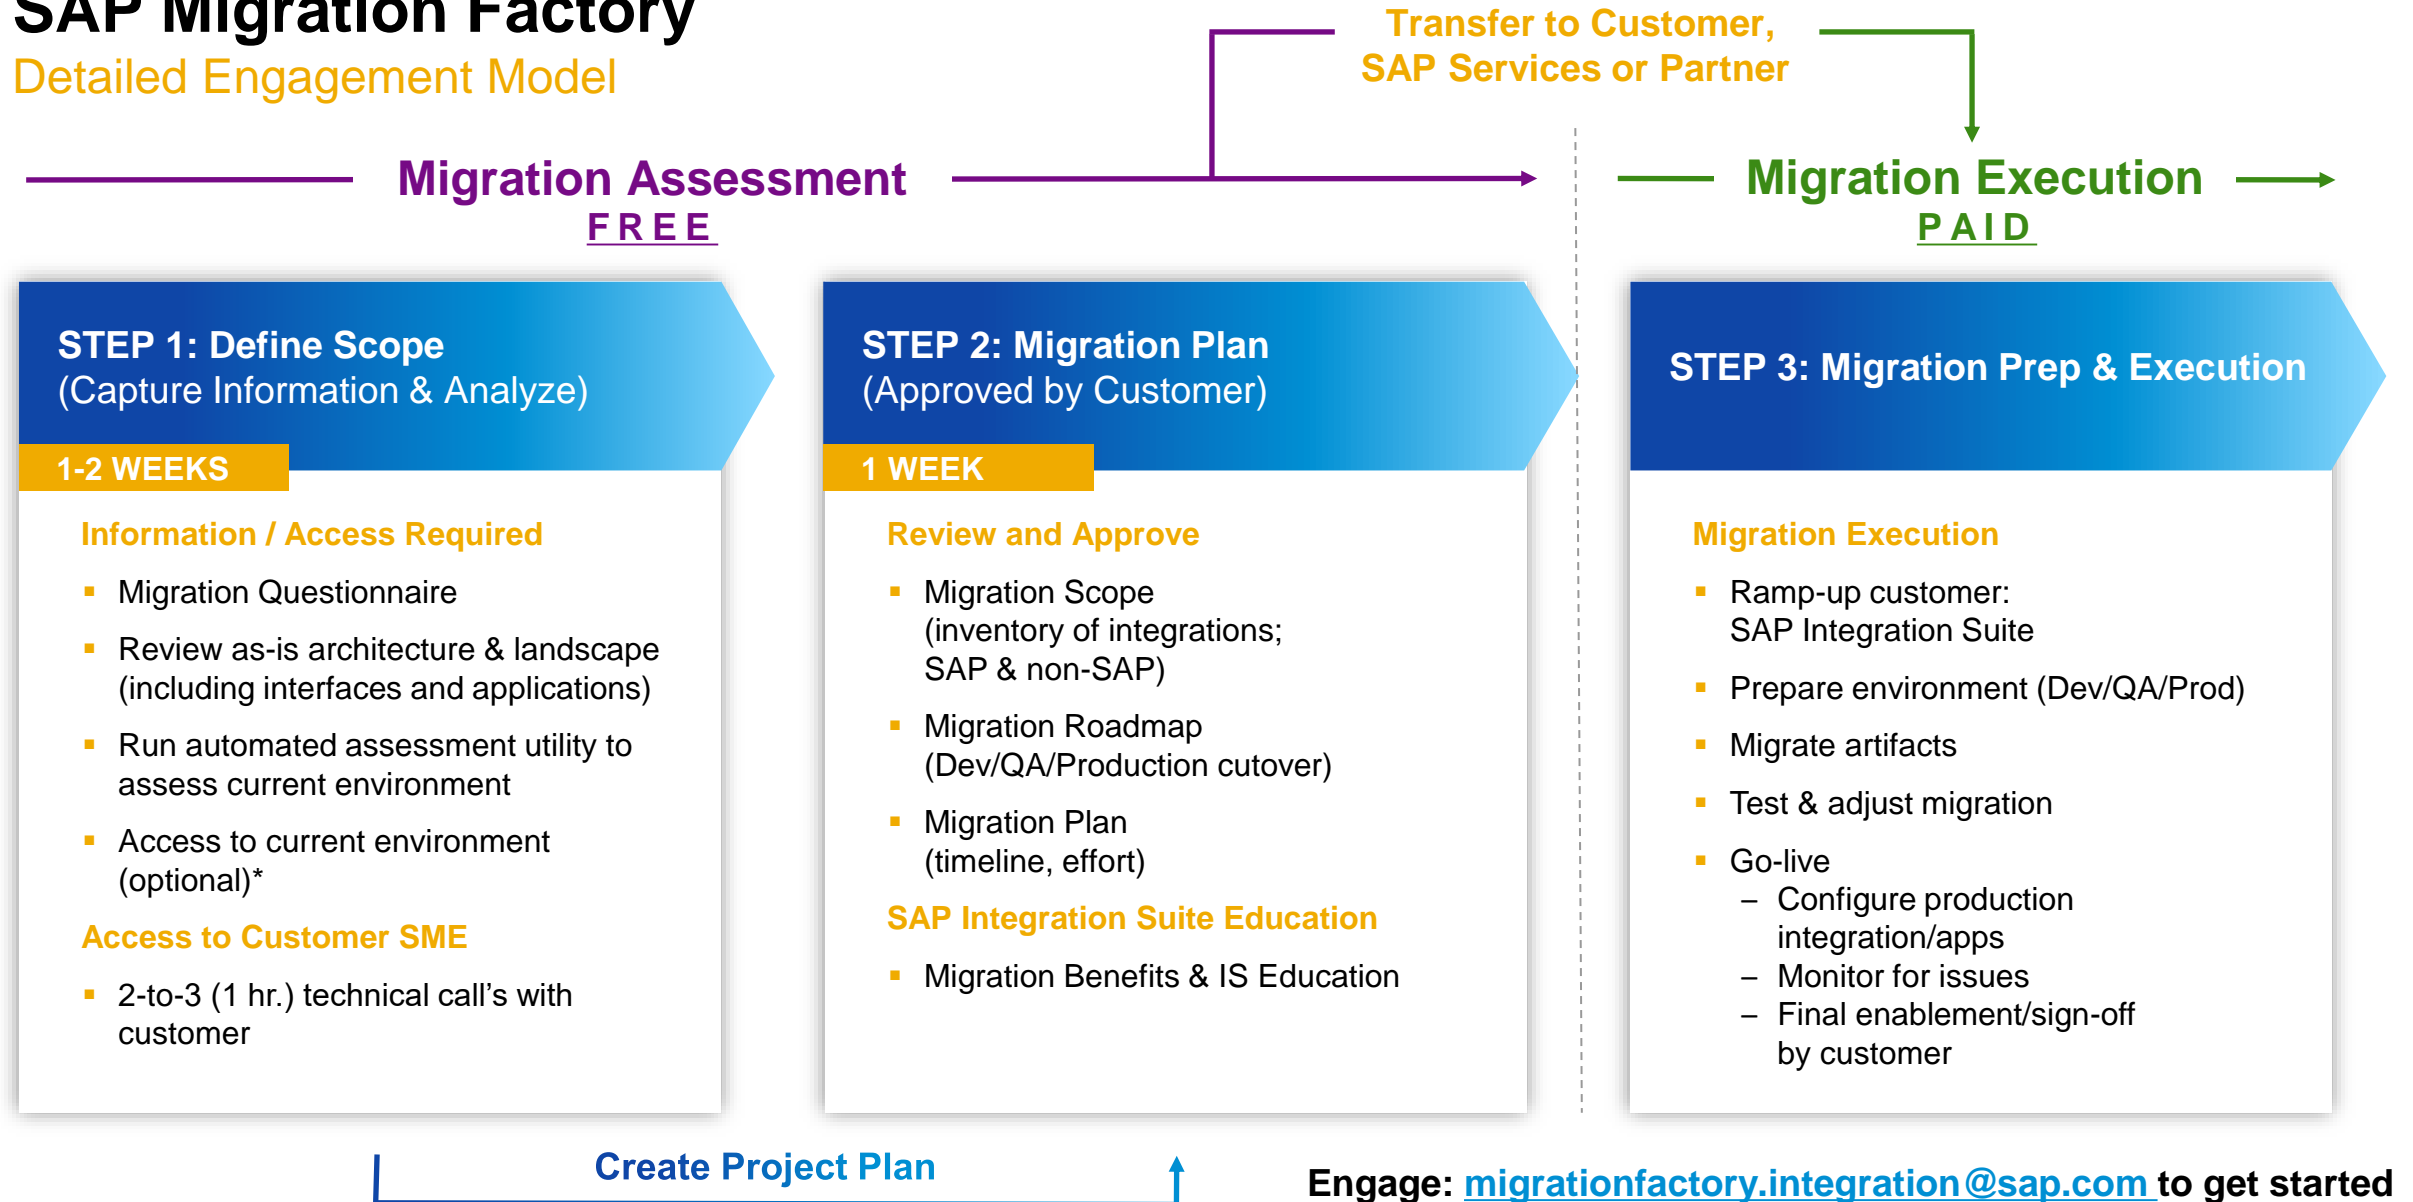 SAP Migration Factory
Detailed Engagement Model
Transfer to Customer,
SAP Services or Partner
Migration Assessment
FREE
Migration Execution
PAID
STEP 1: Define Scope
(Capture Information & Analyze)
1-2 WEEKS
Information / Access Required
▪ Migration Questionnaire
▪ Review as-is architecture & landscape
(including interfaces and applications)
▪ Run automated assessment utility to
assess current environment
▪ Access to current environment
(optional)*
Access to Customer SME
▪ 2-to-3 (1 hr.) technical call’s with
customer
STEP 2: Migration Plan
(Approved by Customer)
1 WEEK
Review and Approve
▪ Migration Scope
(inventory of integrations;
SAP & non-SAP)
▪ Migration Roadmap
(Dev/QA/Production cutover)
▪ Migration Plan
(timeline, effort)
SAP Integration Suite Education
▪ Migration Benefits & IS Education
STEP 3: Migration Prep & Execution
Migration Execution
▪ Ramp-up customer:
SAP Integration Suite
▪ Prepare environment (Dev/QA/Prod)
▪ Migrate artifacts
▪ Test & adjust migration
▪ Go-live
– Configure production
integration/apps
– Monitor for issues
– Final enablement/sign-off
by customer
Create Project Plan
Engage: migrationfactory.integration@sap.com to get started